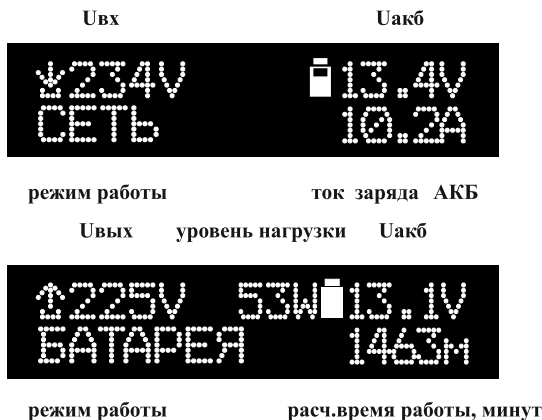 Uвх Uакб
234V 13.4V
СЕТЬ 10.2A
режим работы ток заряда АКБ
Uвых уровень нагрузки Uакб
225V 53W 13.1V
БАТАРЕЯ 1463м
режим работы расч.время работы, минут